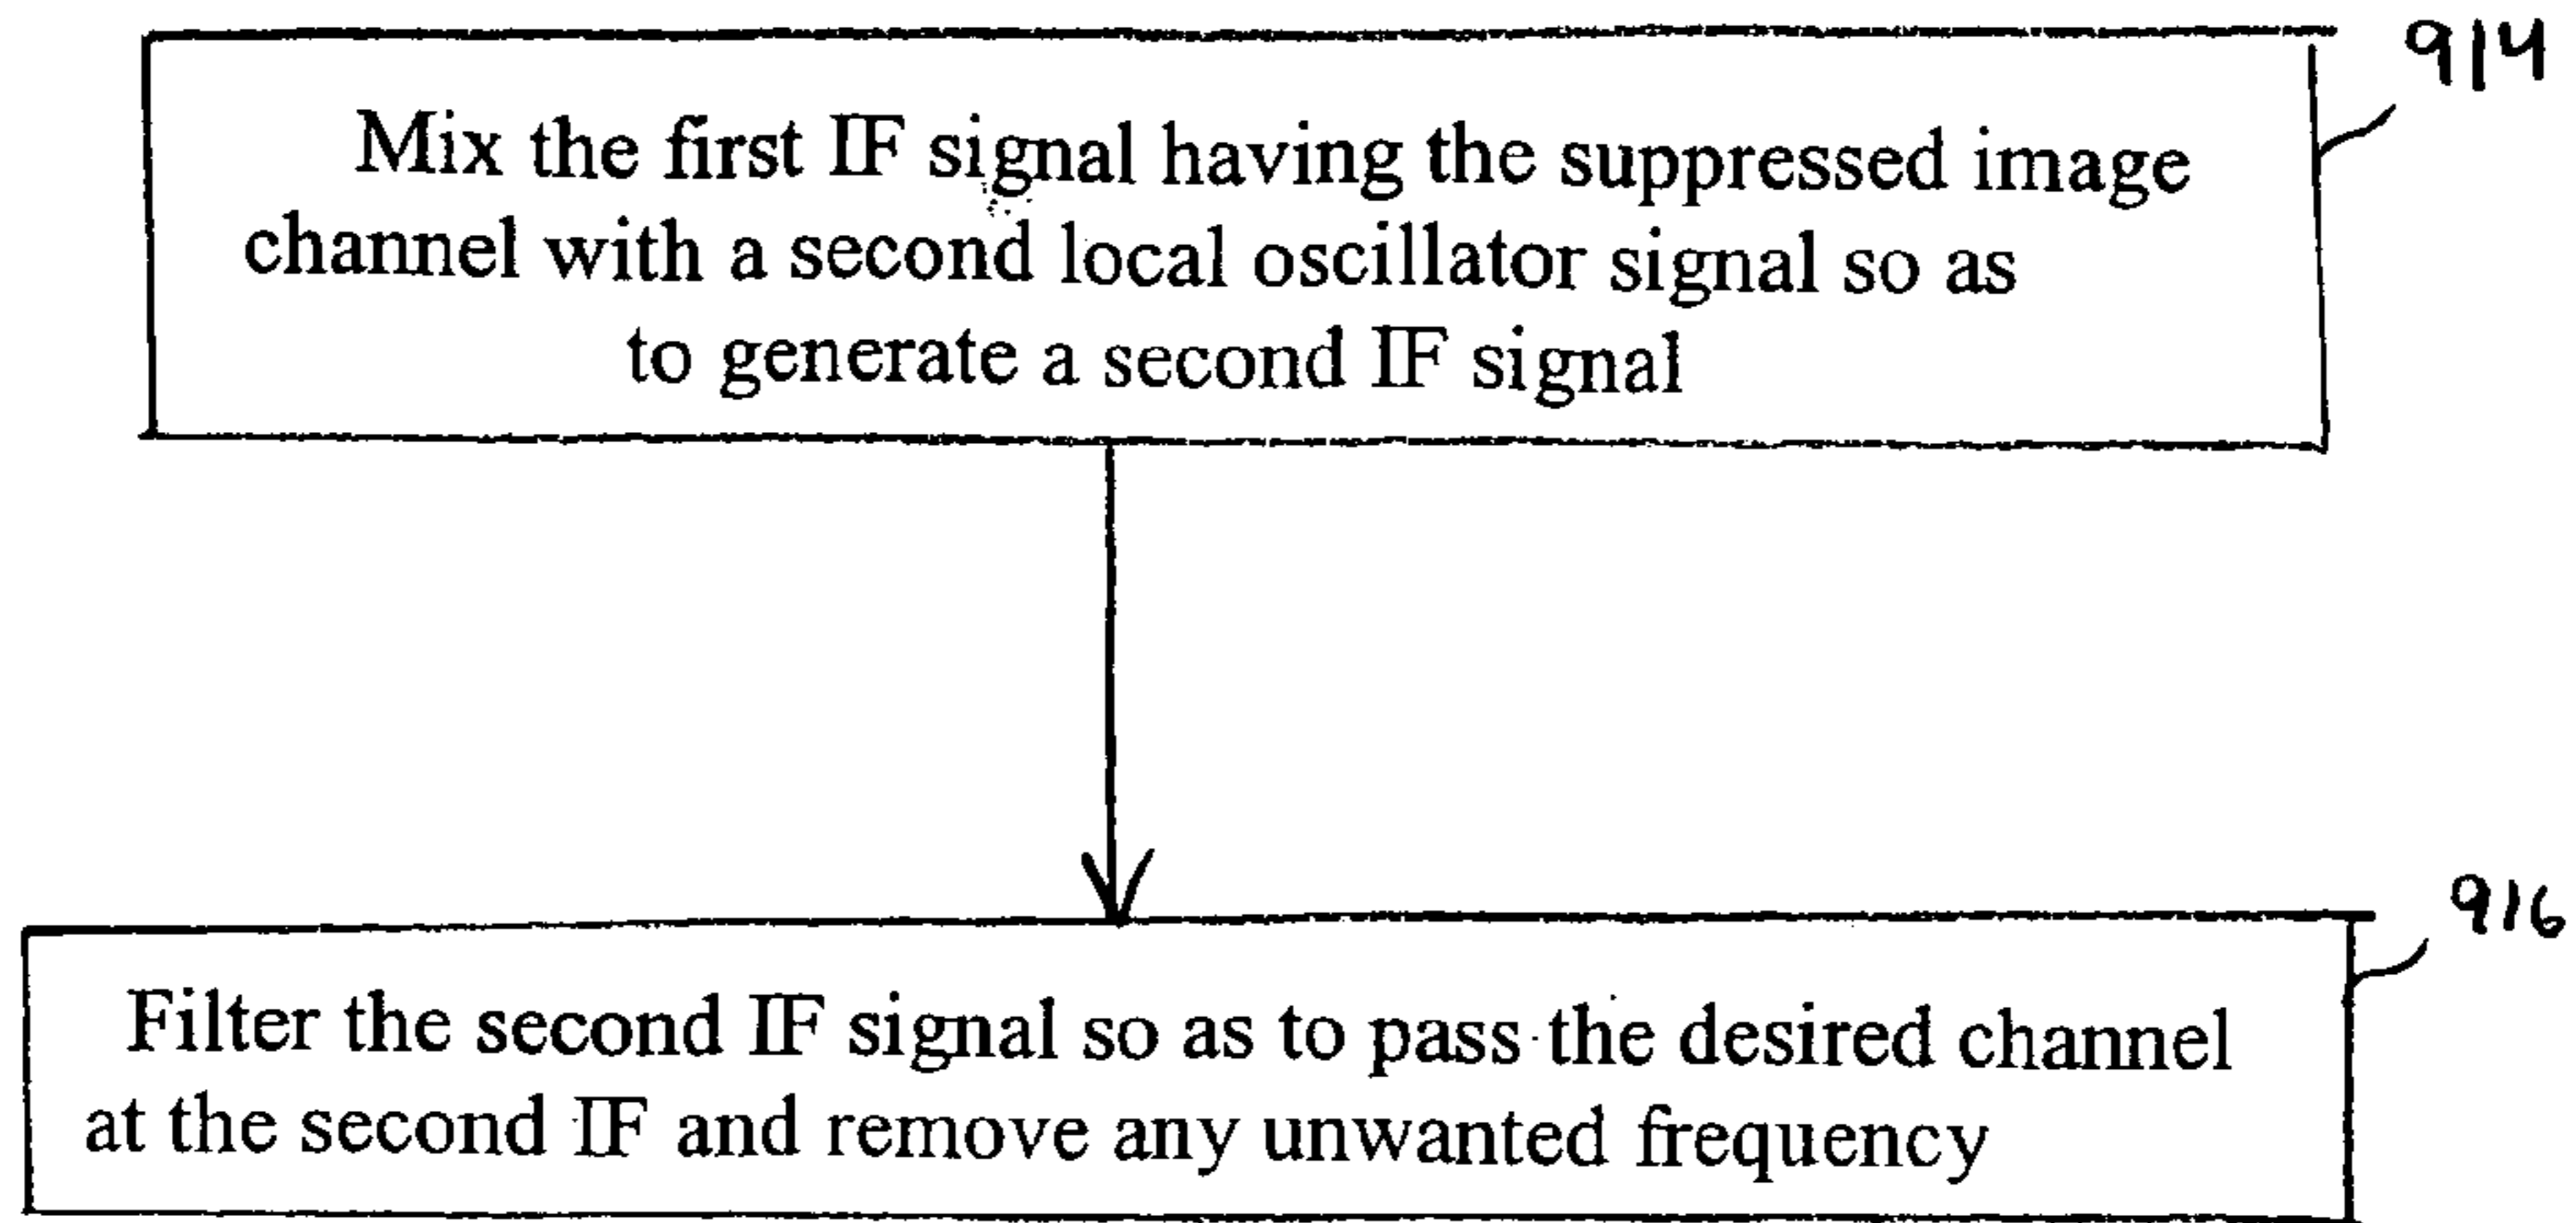 914
Mix the first IF signal having the suppressed image
channel with a second local oscillator signal so as
to generate a second IF signal
916
Filter the second IF signal so as to pass the desired channel
at the second IF and remove any unwanted frequency